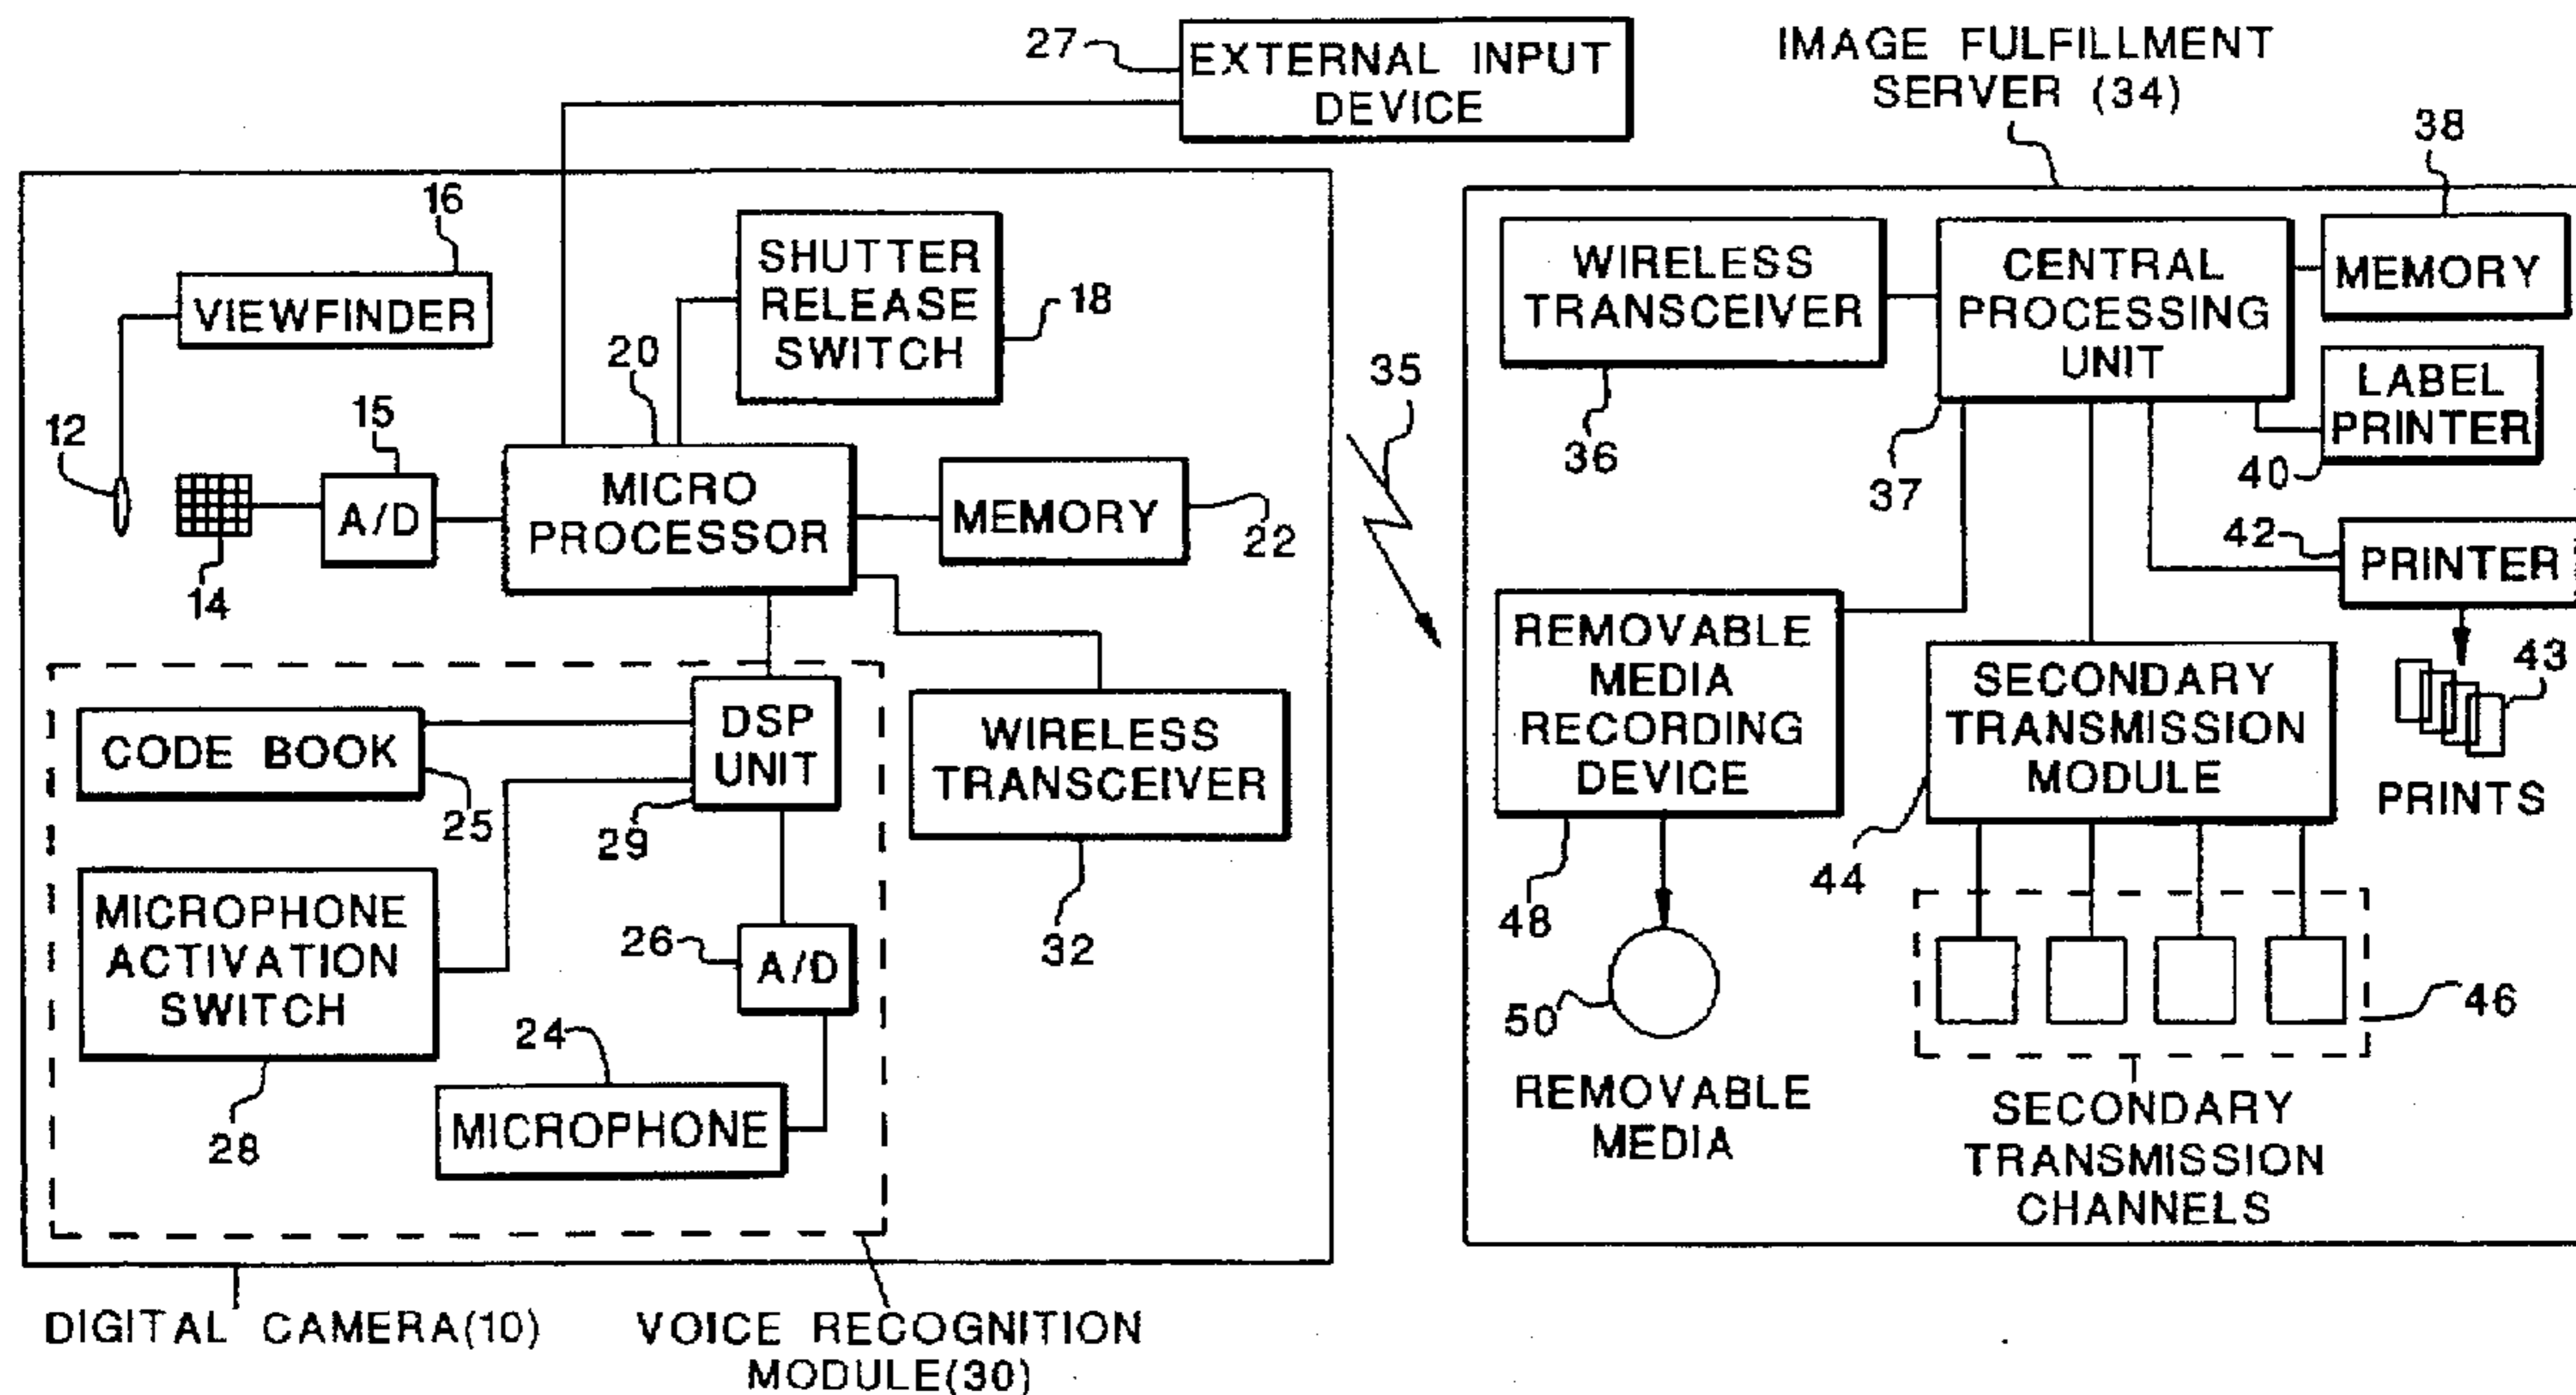 27
EXTERNAL INPUT
DEVICE
IMAGE FULFILLMENT
SERVER (34)
38
16
VIEWFINDER
SHUTTER
RELEASE
SWITCH
18
20
12
15
A/D
14
MICRO
PROCESSOR
MEMORY
22
35
WIRELESS
TRANSCEIVER
36
CENTRAL
PROCESSING
UNIT
37
MEMORY
LABEL
PRINTER
40
42
PRINTER
43
PRINTS
CODE BOOK
25
DSP
UNIT
29
WIRELESS
TRANSCEIVER
32
MICROPHONE
ACTIVATION
SWITCH
28
26
A/D
24
MICROPHONE
REMOVABLE
MEDIA
RECORDING
DEVICE
48
50
REMOVABLE
MEDIA
SECONDARY
TRANSMISSION
MODULE
44
46
SECONDARY
TRANSMISSION
CHANNELS
DIGITAL CAMERA(10)
VOICE RECOGNITION
MODULE(30)